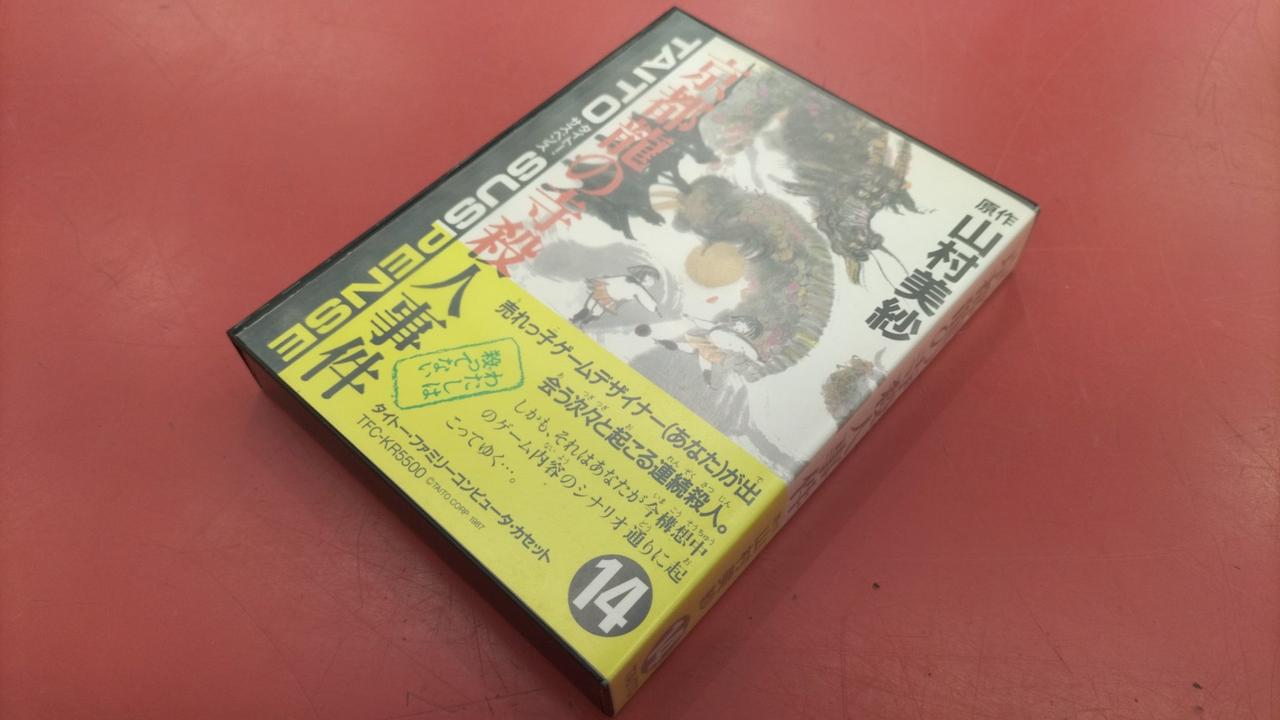 原作
山村美紗
京都龍の寺殺人事件
TAITO SUSPENSE
タイトー・サスペンス
わたしは
殺ってない
売れっ子ゲームデザイナー(あなた)が出
会う次々と起こる連続殺人。
しかも、それはあなたが今構想中
のゲーム内容のシナリオ通りに起
こってゆく…。
タイトー・ファミリーコンピュータ・カセット
TFC-KR5500 ©TAITO CORP 1987
14